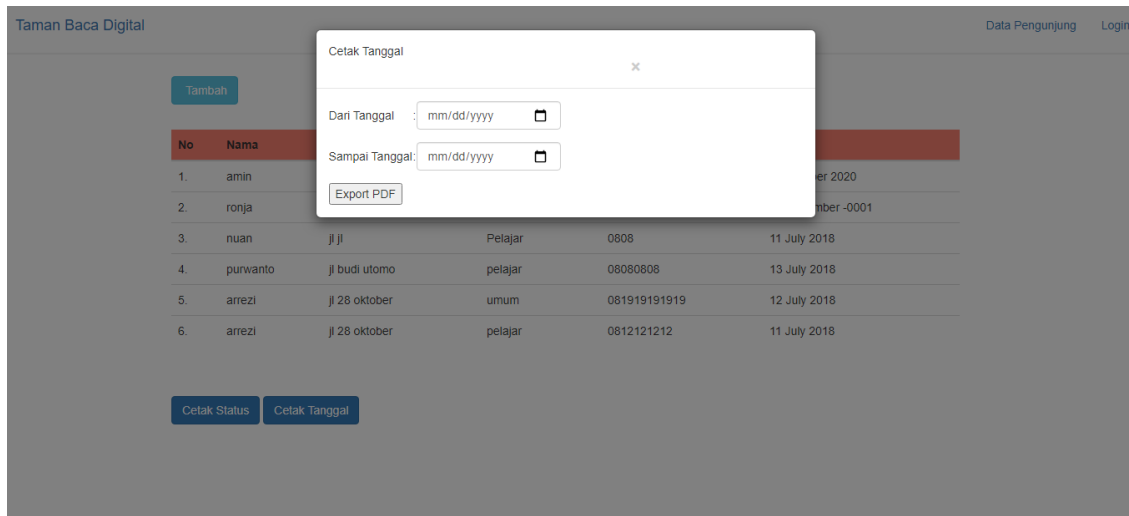 Taman Baca Digital Data Pengunjung Login
Cetak Tanggal
×
Tambah
Dari Tanggal : mm/dd/yyyy
No Nama
Sampai Tanggal: mm/dd/yyyy
1. amin 2020
Export PDF
2. ronja -0001
3. nuan jl jl Pelajar 0808 11 July 2018
4. purwanto jl budi utomo pelajar 08080808 13 July 2018
5. arrezi jl 28 oktober umum 081919191919 12 July 2018
6. arrezi jl 28 oktober pelajar 0812121212 11 July 2018
Cetak Status Cetak Tanggal